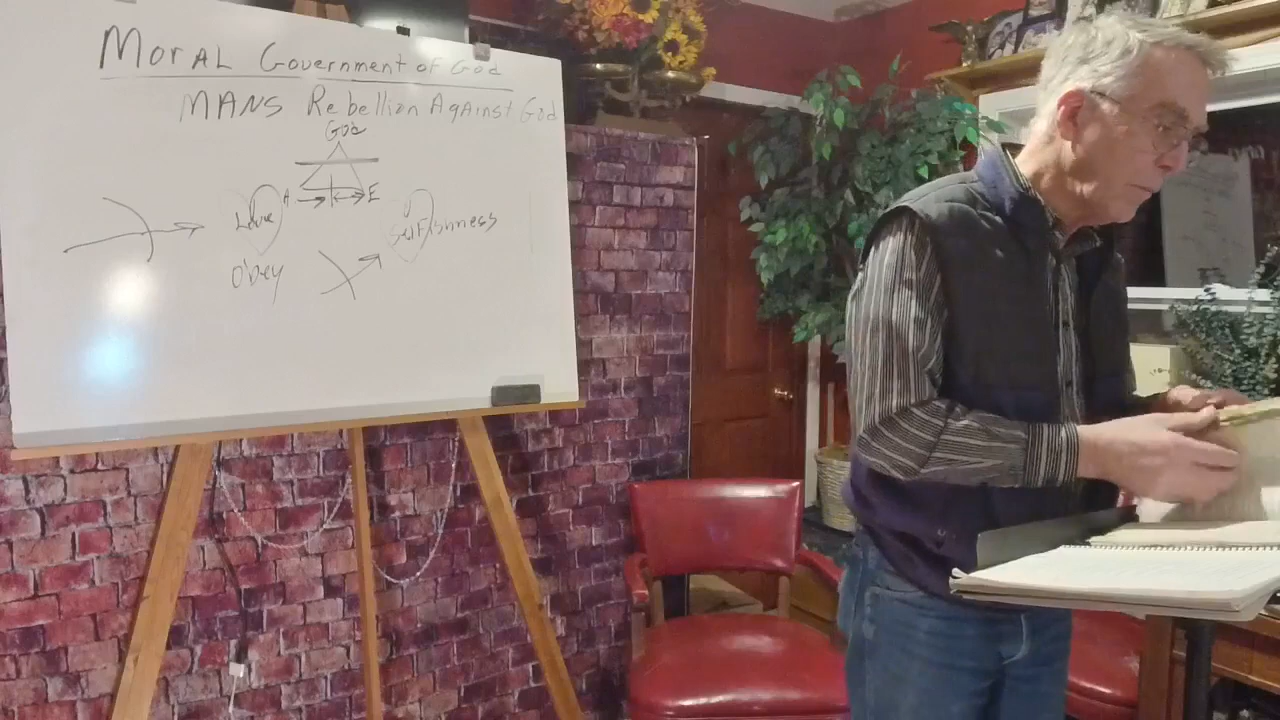 Moral Government of God
MANS Rebellion Against God
God
A E
Love
Selfishness
Obey